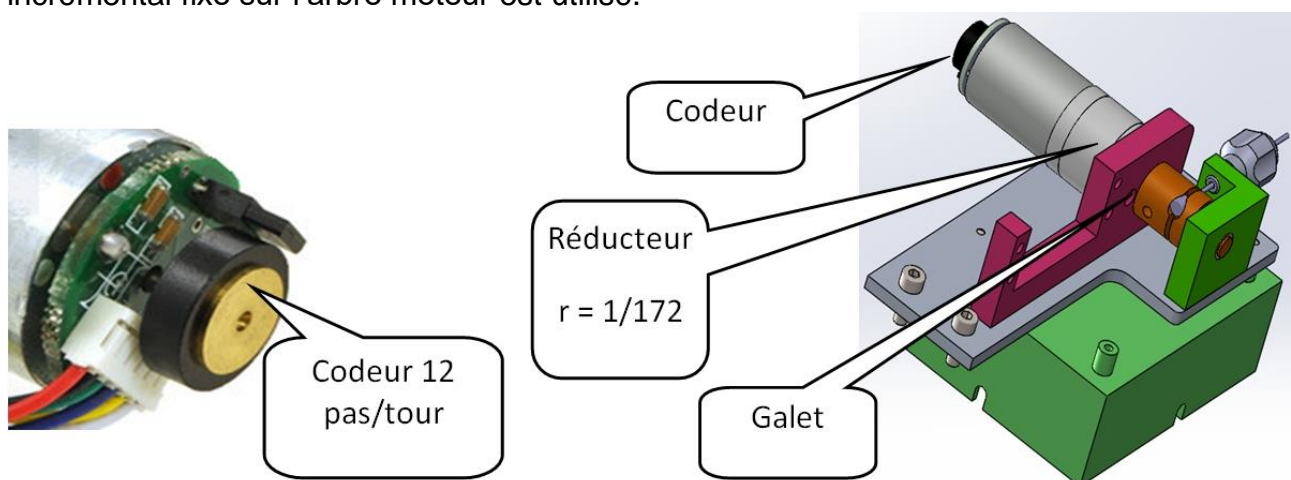 incrémental fixé sur l'arbre moteur est utilisé.
Codeur
Réducteur
r = 1/172
Codeur 12
pas/tour
Galet